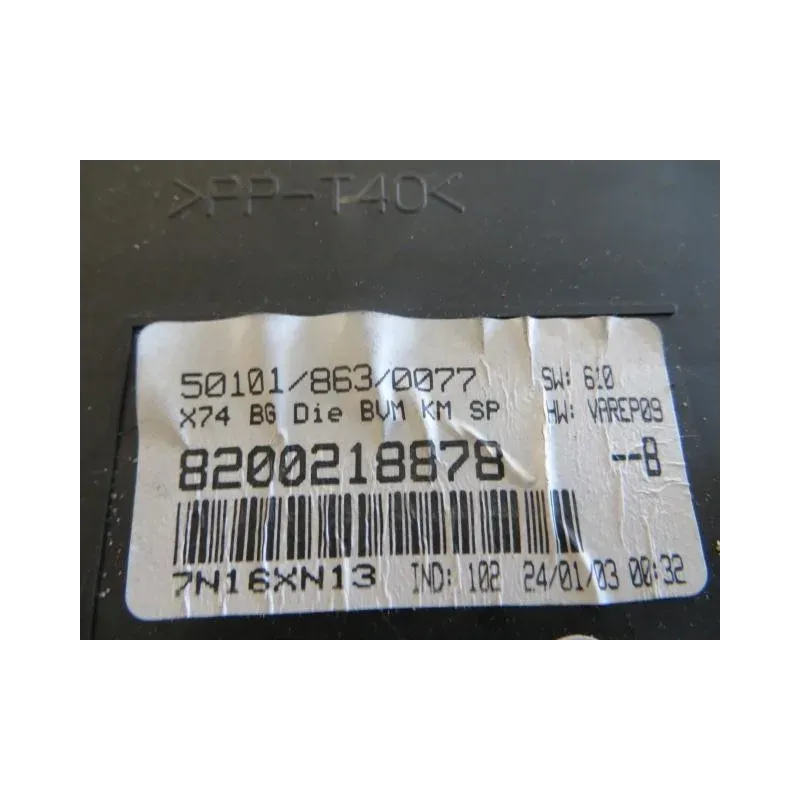 >PP-T40<
50101/863/0077 SW: 610
X74 BG Die BVM KM SP HW: VAREP09
8200218878 --B
7N16XN13 IND: 102 24/01/03 00:32